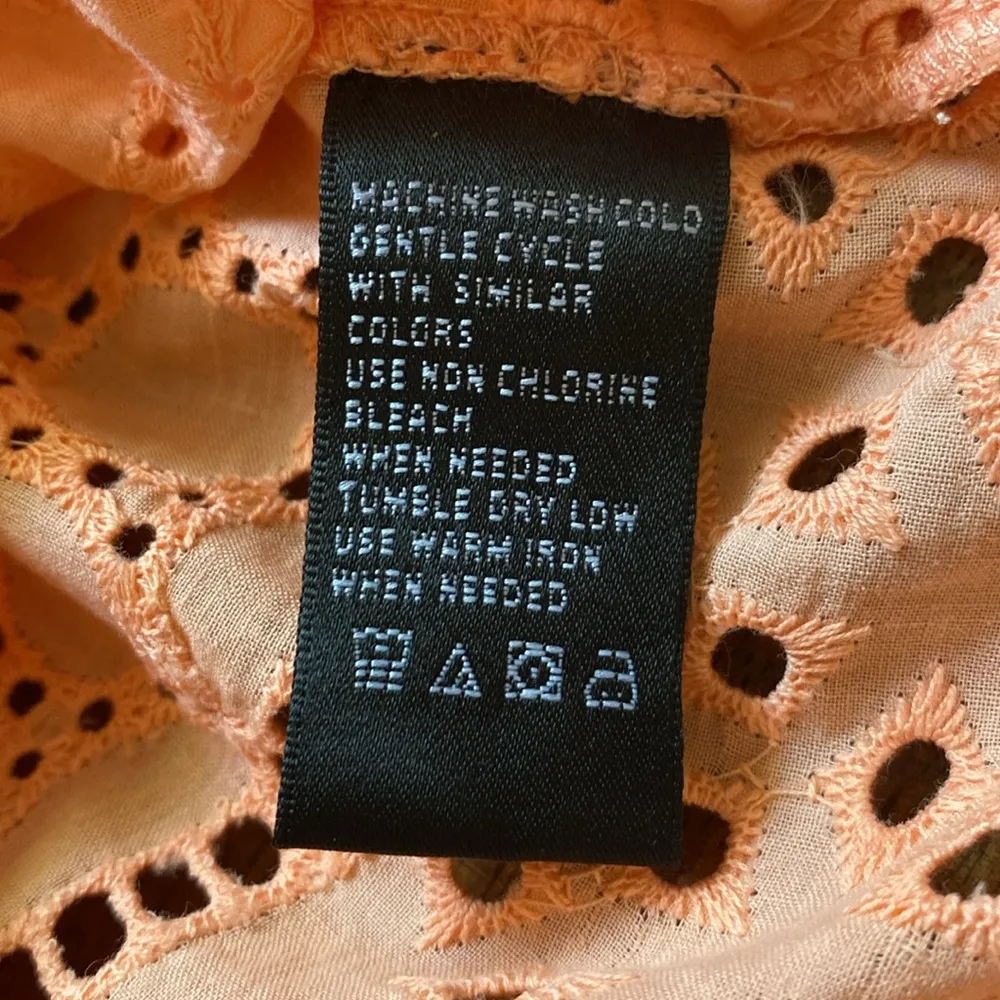 MACHINE WASH COLD
GENTLE CYCLE
WITH SIMILAR
COLORS
USE NON CHLORINE
BLEACH
WHEN NEEDED
TUMBLE DRY LOW
USE WARM IRON
WHEN NEEDED